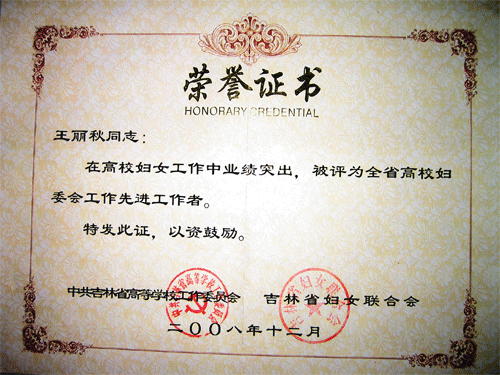 荣誉证书
HONORARY CREDENTIAL
王丽秋同志：
在高校妇女工作中业绩突出，被评为全省高校妇
委会工作先进工作者。
特发此证，以资鼓励。
中共吉林省高等学校工作委员会 吉林省妇女联合会
二〇〇八年十二月